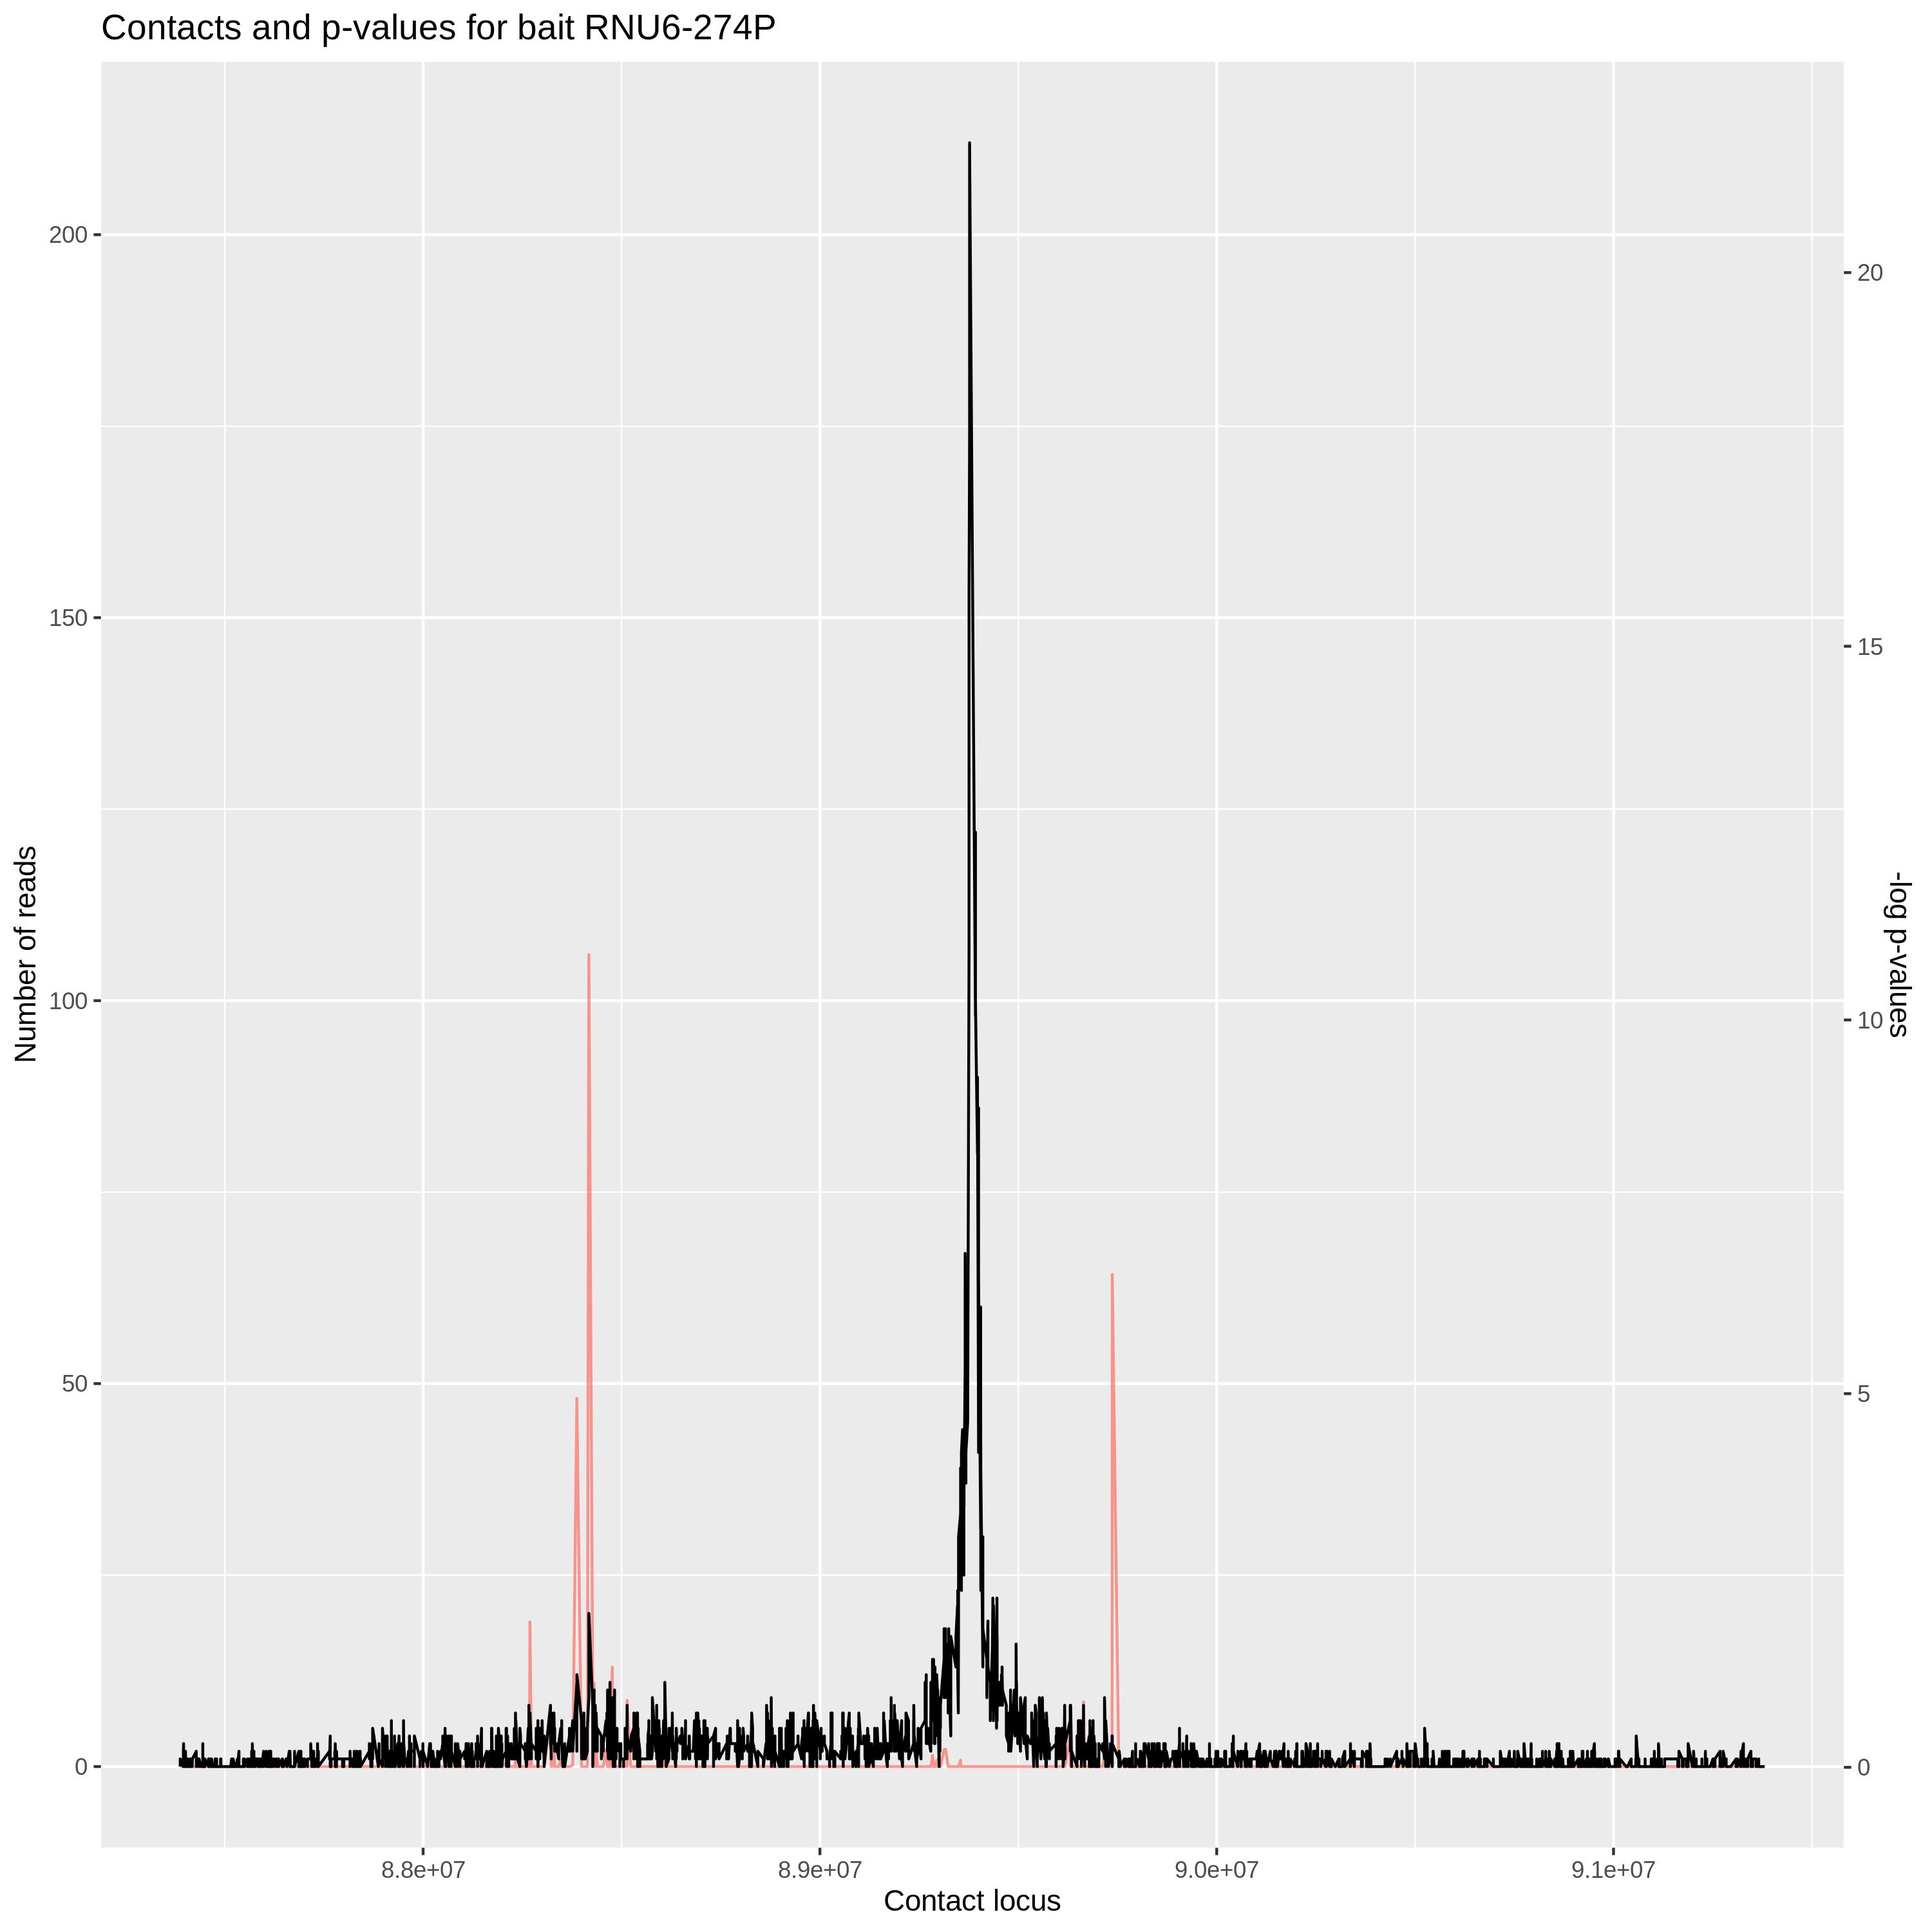 Contacts and p-values for bait RNU6-274P
200
150
100
50
0
20
15
10
5
0
Number of reads
-log p-values
8.8e+07
8.9e+07
9.0e+07
9.1e+07
Contact locus